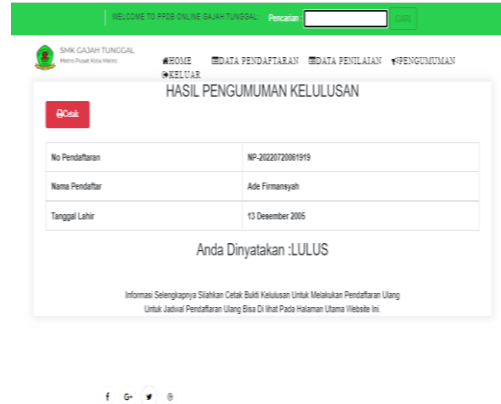 WELCOME TO PPDB ONLINE GAJAH TUNGGAL: Pencarian : CARI
SMK GAJAH TUNGGAL
Metro Pusat Kota Metro
HOME DATA PENDAFTARAN DATA PENILAIAN PENGUMUMAN
KELUAR
HASIL PENGUMUMAN KELULUSAN
Cetak
No Pendaftaran NP-20220720061919
Nama Pendaftar Ade Firmansyah
Tanggal Lahir 13 Desember 2005
Anda Dinyatakan :LULUS
Informasi Selengkapnya Silahkan Cetak Bukti Kelulusan Untuk Melakukan Pendaftaran Ulang
Untuk Jadwal Pendaftaran Ulang Bisa Di lihat Pada Halaman Utama Website Ini.